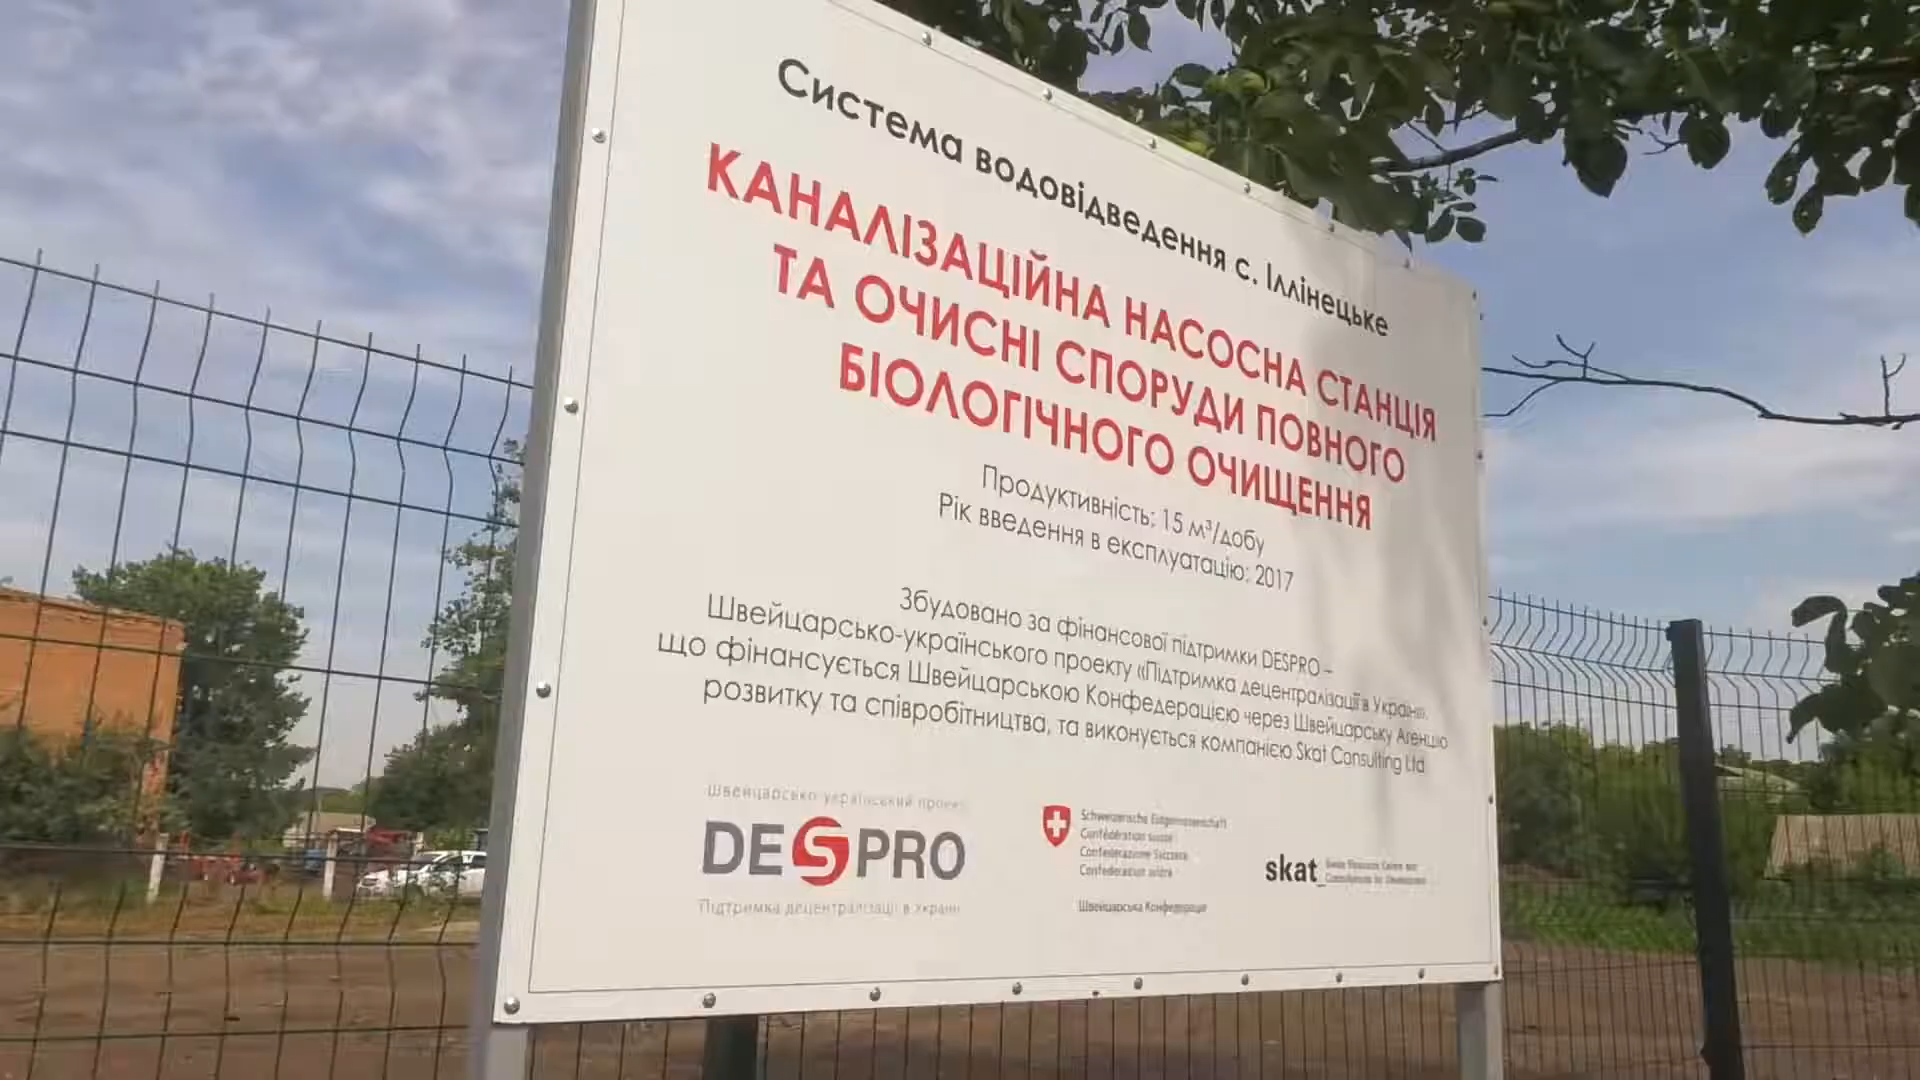 Система водовідведення с. Іллінецьке
КАНАЛІЗАЦІЙНА НАСОСНА СТАНЦІЯ
ТА ОЧИСНІ СПОРУДИ ПОВНОГО
БІОЛОГІЧНОГО ОЧИЩЕННЯ
Продуктивність: 15 м³/добу
Рік введення в експлуатацію: 2017
Збудовано за фінансової підтримки DESPRO –
Швейцарсько-українського проекту «Підтримка децентралізації в Україні»,
що фінансується Швейцарською Конфедерацією через Швейцарську Агенцію
розвитку та співробітництва, та виконується компанією Skat Consulting Ltd
Швейцарсько-український проект
DESPRO
Підтримка децентралізації в Україні
Schweizerische Eidgenossenschaft
Confédération suisse
Confederazione Svizzera
Confederaziun svizra
Швейцарська Конфедерація
skat_